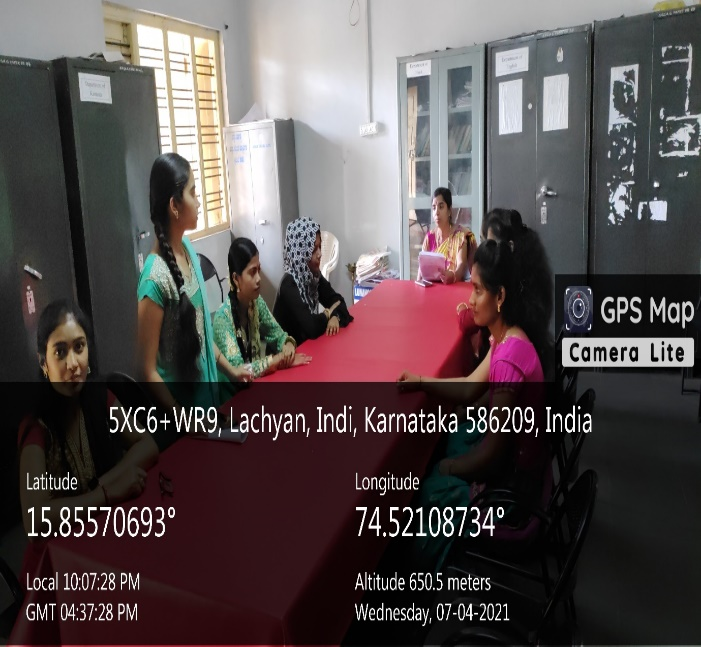 GPS Map
Camera Lite
5XC6+WR9, Lachyan, Indi, Karnataka 586209, India
Latitude
15.85570693°
Longitude
74.52108734°
Local 10:07:28 PM
GMT 04:37:28 PM
Altitude 650.5 meters
Wednesday, 07-04-2021